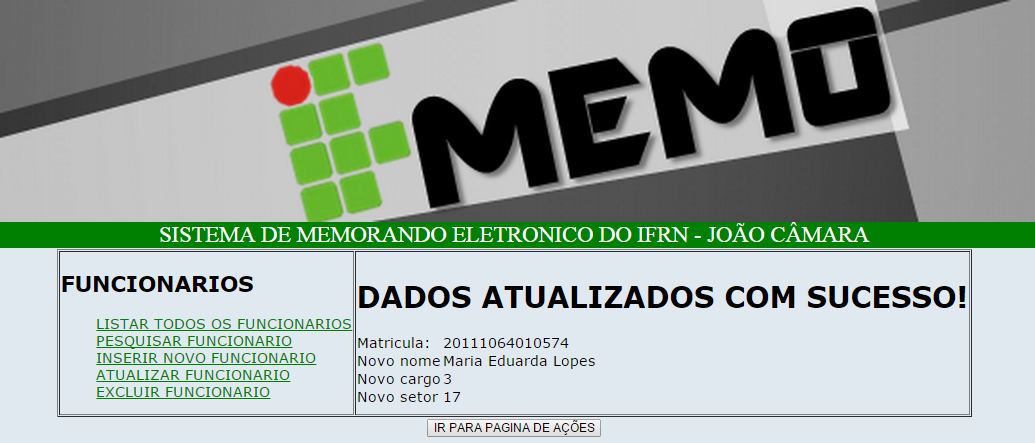 MEMO
SISTEMA DE MEMORANDO ELETRONICO DO IFRN - JOÃO CÂMARA
FUNCIONARIOS
LISTAR TODOS OS FUNCIONARIOS
PESQUISAR FUNCIONARIO
INSERIR NOVO FUNCIONARIO
ATUALIZAR FUNCIONARIO
EXCLUIR FUNCIONARIO
DADOS ATUALIZADOS COM SUCESSO!
Matricula: 20111064010574
Novo nome Maria Eduarda Lopes
Novo cargo 3
Novo setor 17
IR PARA PAGINA DE AÇÕES